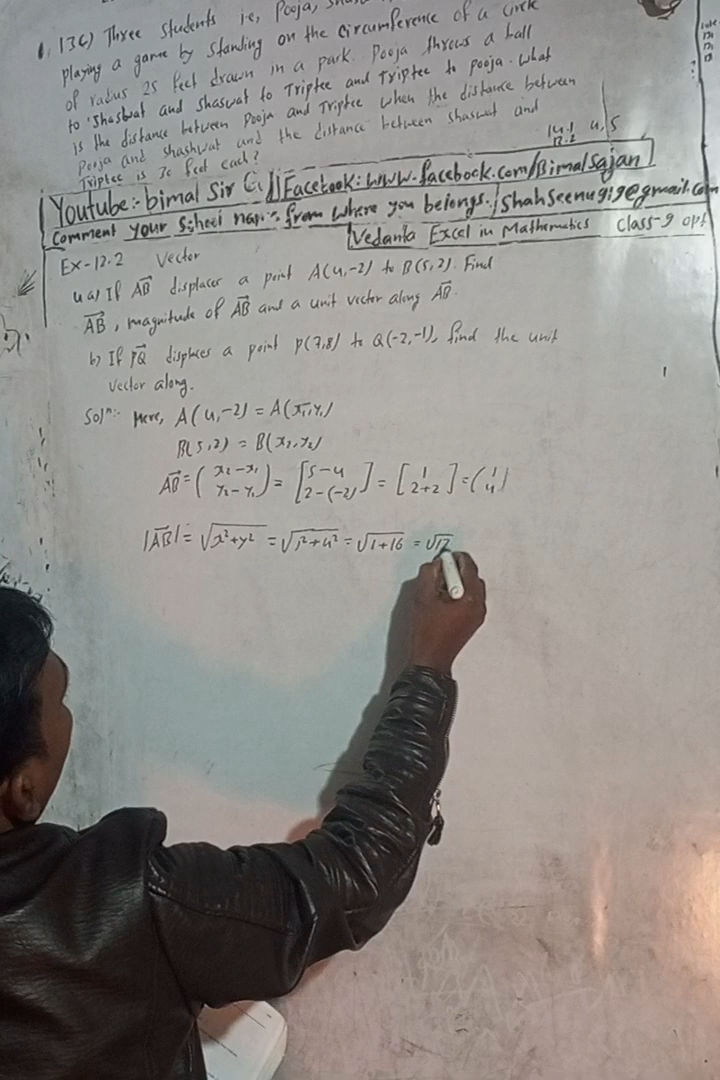 13c) Three students i.e, Pooja,
playing a game by standing on the circumference of a circle
of radius 25 feet drawn in a park. Pooja throws a ball
to Shashwat and shaswat to Triptee and Triptee to pooja. What
is the distance between Pooja and Triptee when the distance between
Pooja and shashwat and the distance between shaswat and
Triptee is 30 feet each?
Youtube:- bimal Sir Facebook: www.facebook.com/Bimalsajan
Comment your School name from where you belongs. /shahseenugig@gmail.com
Vedanta Excel in Mathematics Class-9 opt
Ex-12.2 Vector
4 a) If AB⃗ displaces a point A(4,-2) to B(5,2). Find
AB⃗, magnitude of AB⃗ and a unit vector along AB⃗.
b) If PQ⃗ displces a point P(7,8) to Q(-2,-1), find the unit
vector along.
Solⁿ:- Here, A(4,-2) = A(x₁,y₁)
B(5,2) = B(x₂,y₂)
AB⃗ = (x₂-x₁ y₂-y₁) = [5-4 2-(-2)] = [1 2+2] = (1 4)
|AB⃗| = √x²+y² = √1²+4² = √1+16 = √17